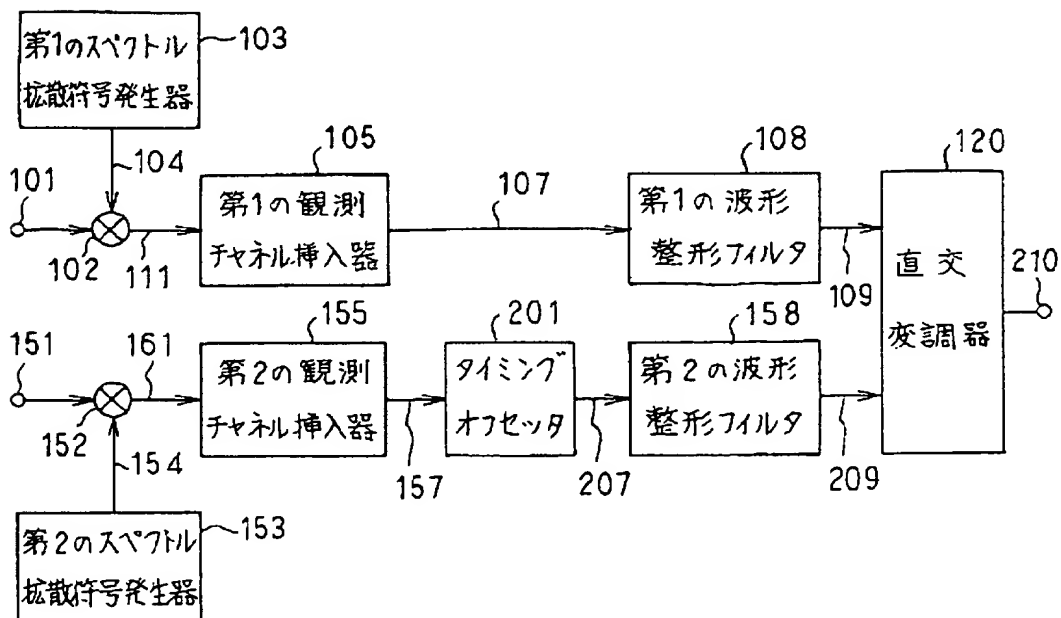 第1のスペクトル
拡散符号発生器
103
104
101
102
111
第1の観測
チャネル挿入器
105
107
第1の波形
整形フィルタ
108
109
直交
変調器
120
210
151
152
161
154
第2の観測
チャネル挿入器
155
157
タイミング
オフセッタ
201
207
第2の波形
整形フィルタ
158
209
第2のスペクトル
拡散符号発生器
153